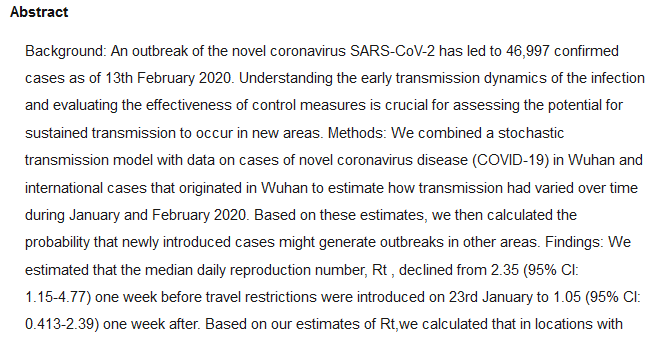 Abstract
Background: An outbreak of the novel coronavirus SARS-CoV-2 has led to 46,997 confirmed
cases as of 13th February 2020. Understanding the early transmission dynamics of the infection
and evaluating the effectiveness of control measures is crucial for assessing the potential for
sustained transmission to occur in new areas. Methods: We combined a stochastic
transmission model with data on cases of novel coronavirus disease (COVID-19) in Wuhan and
international cases that originated in Wuhan to estimate how transmission had varied over time
during January and February 2020. Based on these estimates, we then calculated the
probability that newly introduced cases might generate outbreaks in other areas. Findings: We
estimated that the median daily reproduction number, Rt , declined from 2.35 (95% CI:
1.15-4.77) one week before travel restrictions were introduced on 23rd January to 1.05 (95% CI:
0.413-2.39) one week after. Based on our estimates of Rt,we calculated that in locations with